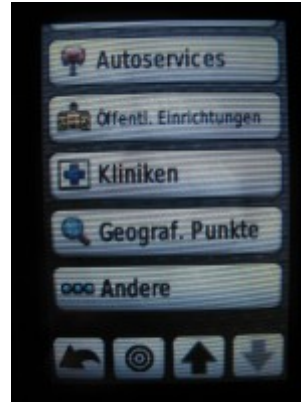 Autoservices
Öffentl. Einrichtungen
Kliniken
Geograf. Punkte
Andere